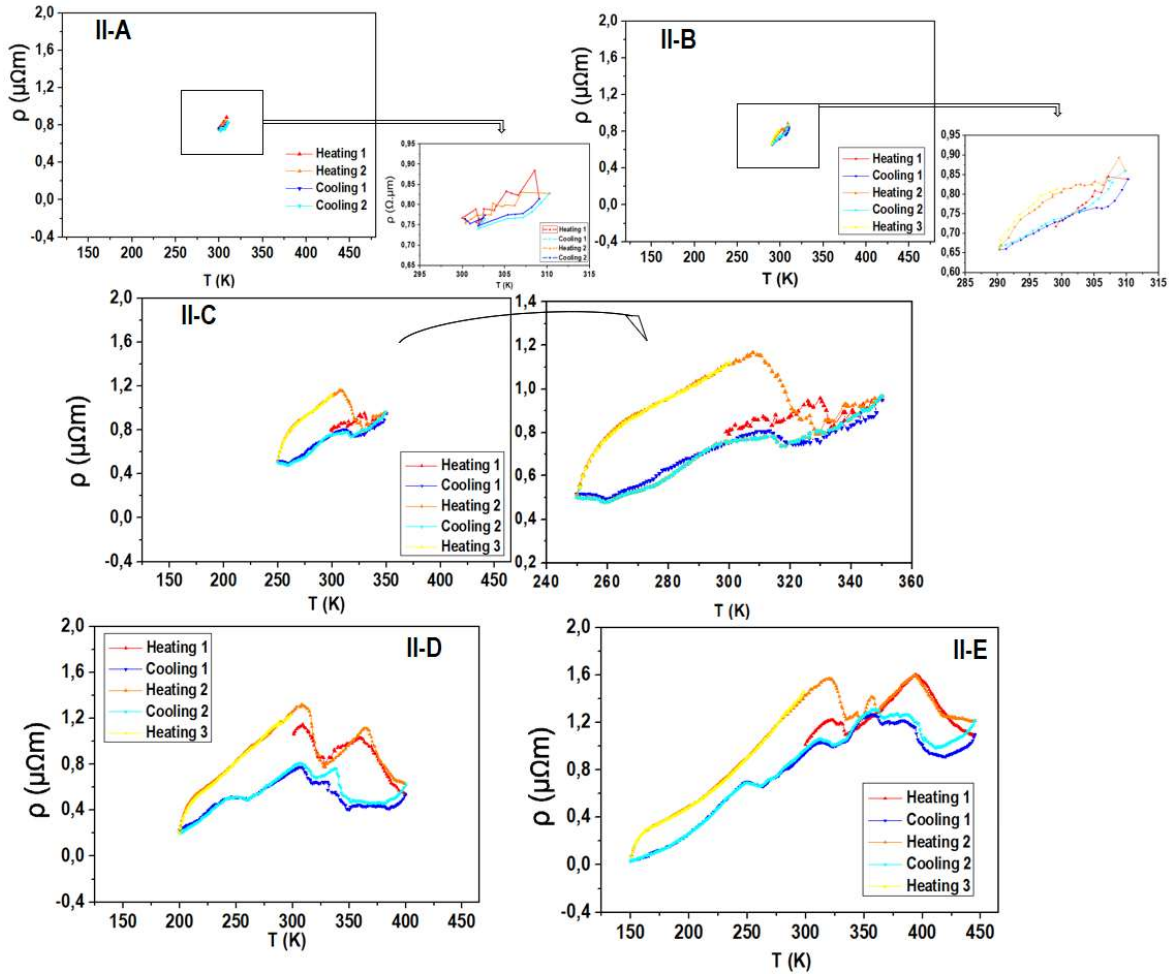 II-A
ρ (μΩm)
2,0
1,6
1,2
0,8
0,4
0,0
-0,4
150 200 250 300 350 400 450
T (K)
Heating 1
Heating 2
Cooling 1
Cooling 2
ρ (Ω.μm)
0,95
0,90
0,85
0,80
0,75
0,70
0,65
295 300 305 310 315
T (K)
Heating 1
Cooling 1
Heating 2
Cooling 2
II-B
ρ (μΩm)
2,0
1,6
1,2
0,8
0,4
0,0
-0,4
150 200 250 300 350 400 450
T (K)
Heating 1
Cooling 1
Heating 2
Cooling 2
Heating 3
0,95
0,90
0,85
0,80
0,75
0,70
0,65
0,60
285 290 295 300 305 310 315
T (K)
II-C
ρ (μΩm)
2,0
1,6
1,2
0,8
0,4
0,0
-0,4
150 200 250 300 350 400 450
T (K)
Heating 1
Cooling 1
Heating 2
Cooling 2
Heating 3
1,4
1,2
1,0
0,8
0,6
0,4
0,2
240 260 280 300 320 340 360
T (K)
II-D
ρ (μΩm)
2,0
1,6
1,2
0,8
0,4
0,0
-0,4
150 200 250 300 350 400 450
T (K)
Heating 1
Cooling 1
Heating 2
Cooling 2
Heating 3
II-E
ρ (μΩm)
2,0
1,6
1,2
0,8
0,4
0,0
-0,4
150 200 250 300 350 400 450
T (K)
Heating 1
Cooling 1
Heating 2
Cooling 2
Heating 3